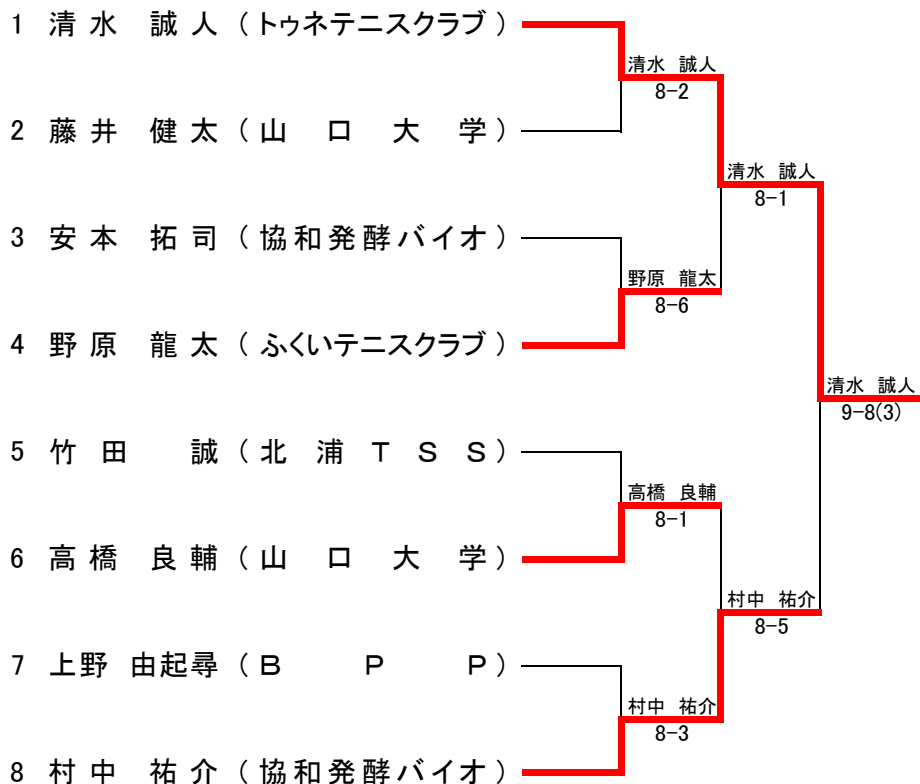 1 清水 誠人 (トゥネテニスクラブ)
清水 誠人
8-2
2 藤井 健太 (山口大学)
清水 誠人
8-1
3 安本 拓司 (協和発酵バイオ)
野原 龍太
8-6
4 野原 龍太 (ふくいテニスクラブ)
清水 誠人
9-8(3)
5 竹田 誠 (北浦TSS)
高橋 良輔
8-1
6 高橋 良輔 (山口大学)
村中 祐介
8-5
7 上野 由起尋 (BPP)
村中 祐介
8-3
8 村中 祐介 (協和発酵バイオ)